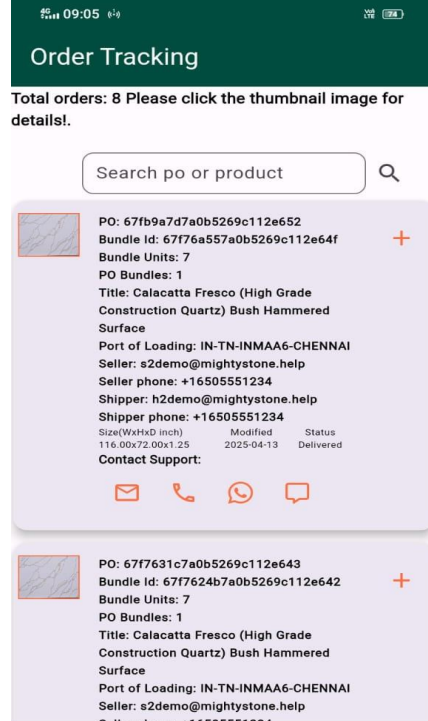 4G 09:05
Vo) LTE 74
Order Tracking
Total orders: 8 Please click the thumbnail image for
details!.
Search po or product
PO: 67fb9a7d7a0b5269c112e652
Bundle Id: 67f76a557a0b5269c112e64f
Bundle Units: 7
PO Bundles: 1
Title: Calacatta Fresco (High Grade
Construction Quartz) Bush Hammered
Surface
Port of Loading: IN-TN-INMAA6-CHENNAI
Seller: s2demo@mightystone.help
Seller phone: +16505551234
Shipper: h2demo@mightystone.help
Shipper phone: +16505551234
Size(WxHxD inch) Modified Status
116.00x72.00x1.25 2025-04-13 Delivered
Contact Support:
PO: 67f7631c7a0b5269c112e643
Bundle Id: 67f7624b7a0b5269c112e642
Bundle Units: 7
PO Bundles: 1
Title: Calacatta Fresco (High Grade
Construction Quartz) Bush Hammered
Surface
Port of Loading: IN-TN-INMAA6-CHENNAI
Seller: s2demo@mightystone.help